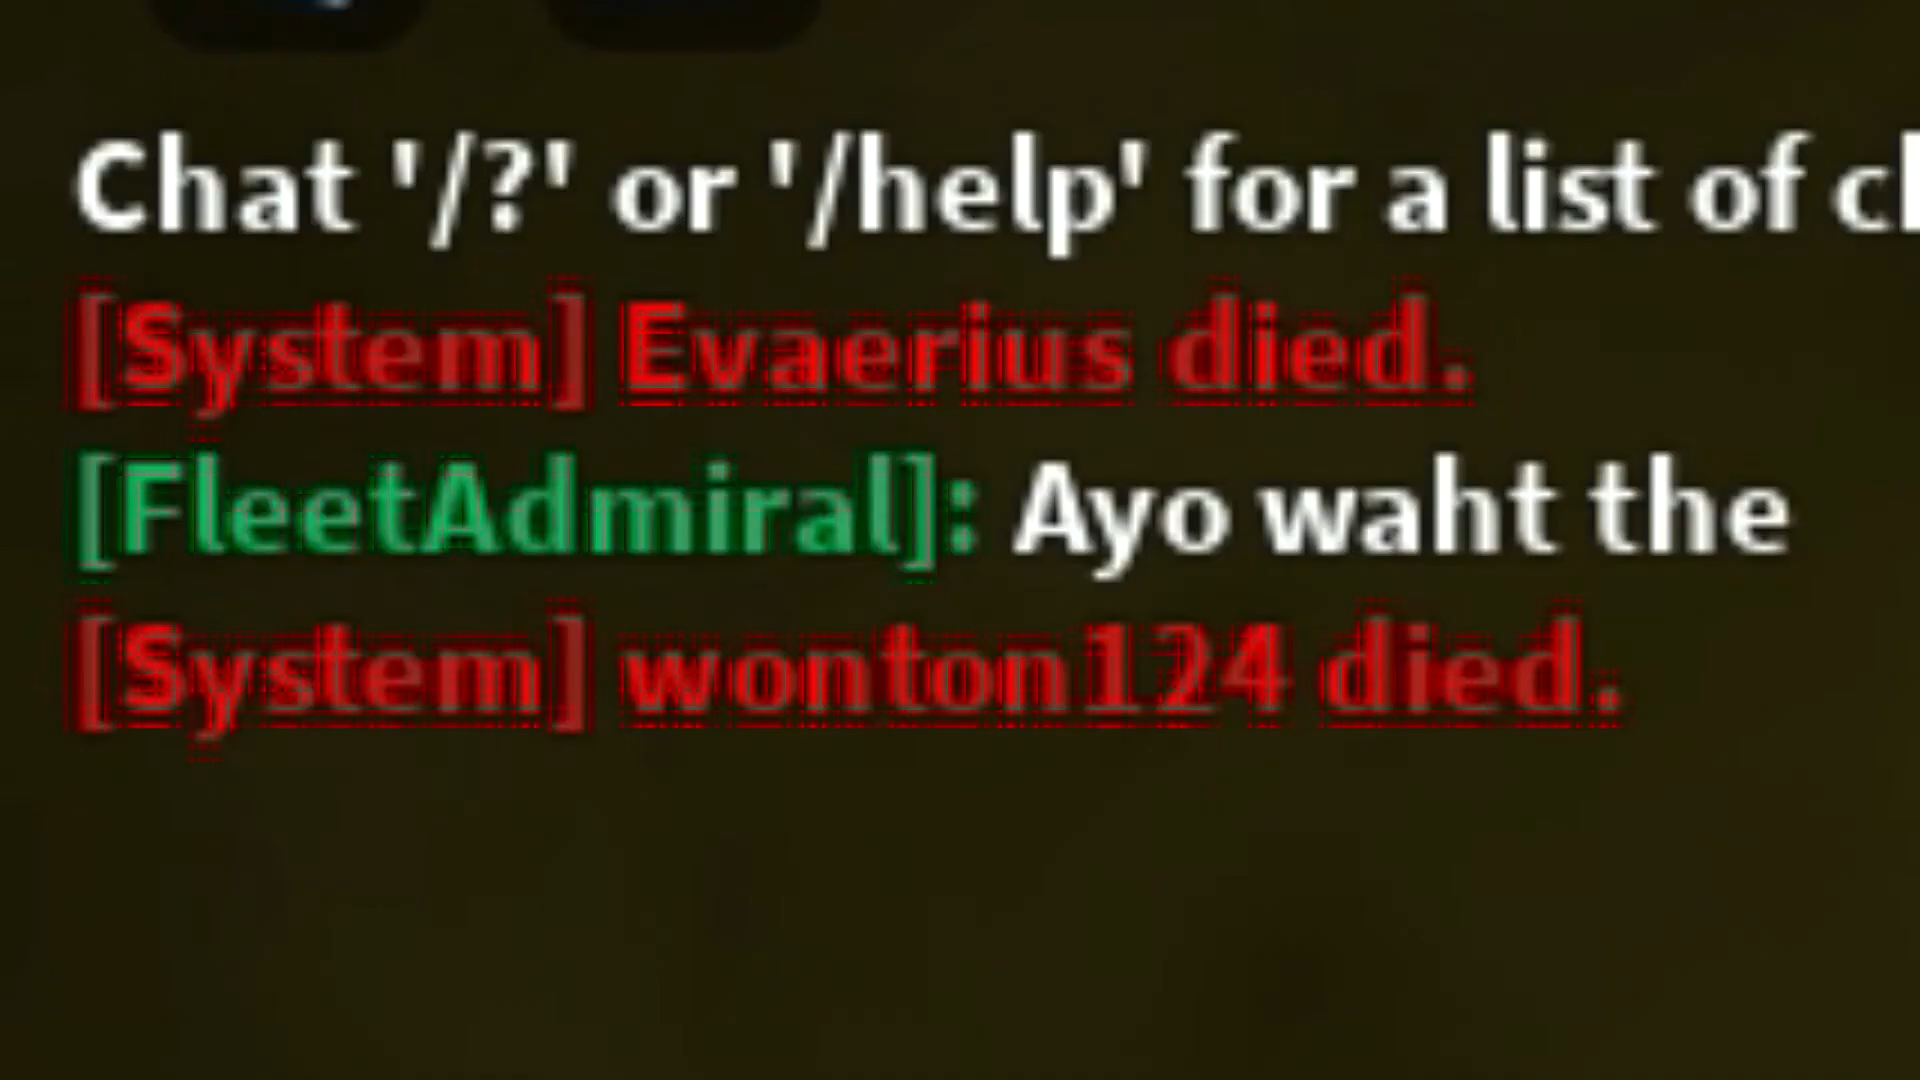 Chat '/?' or '/help' for a list of
[System] Evaerius died.
[FleetAdmiral]: Ayo waht the
[System] wonton124 died.